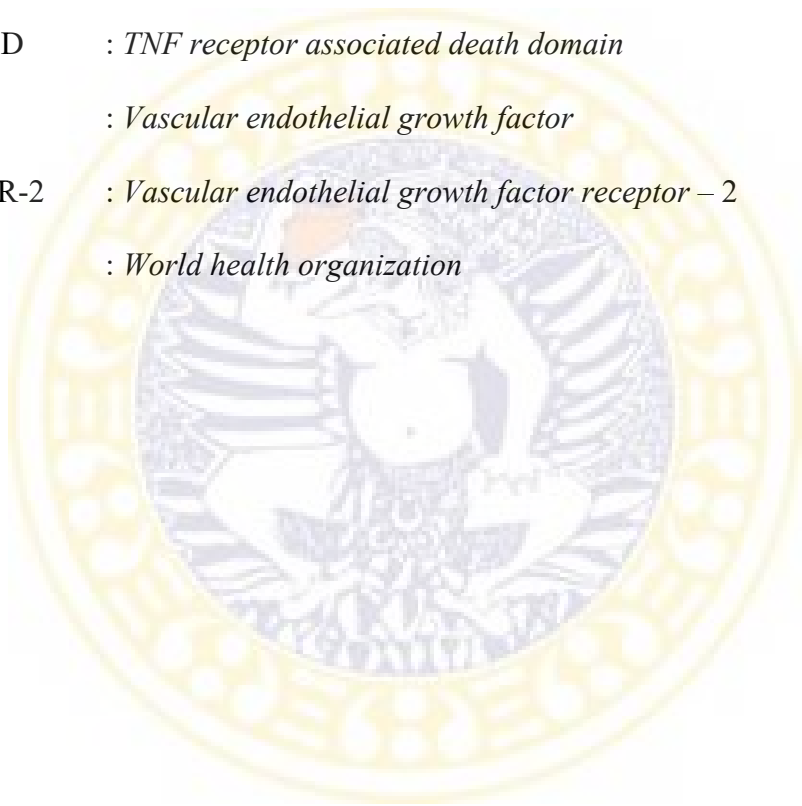 D : TNF receptor associated death domain
: Vascular endothelial growth factor
R-2 : Vascular endothelial growth factor receptor – 2
: World health organization